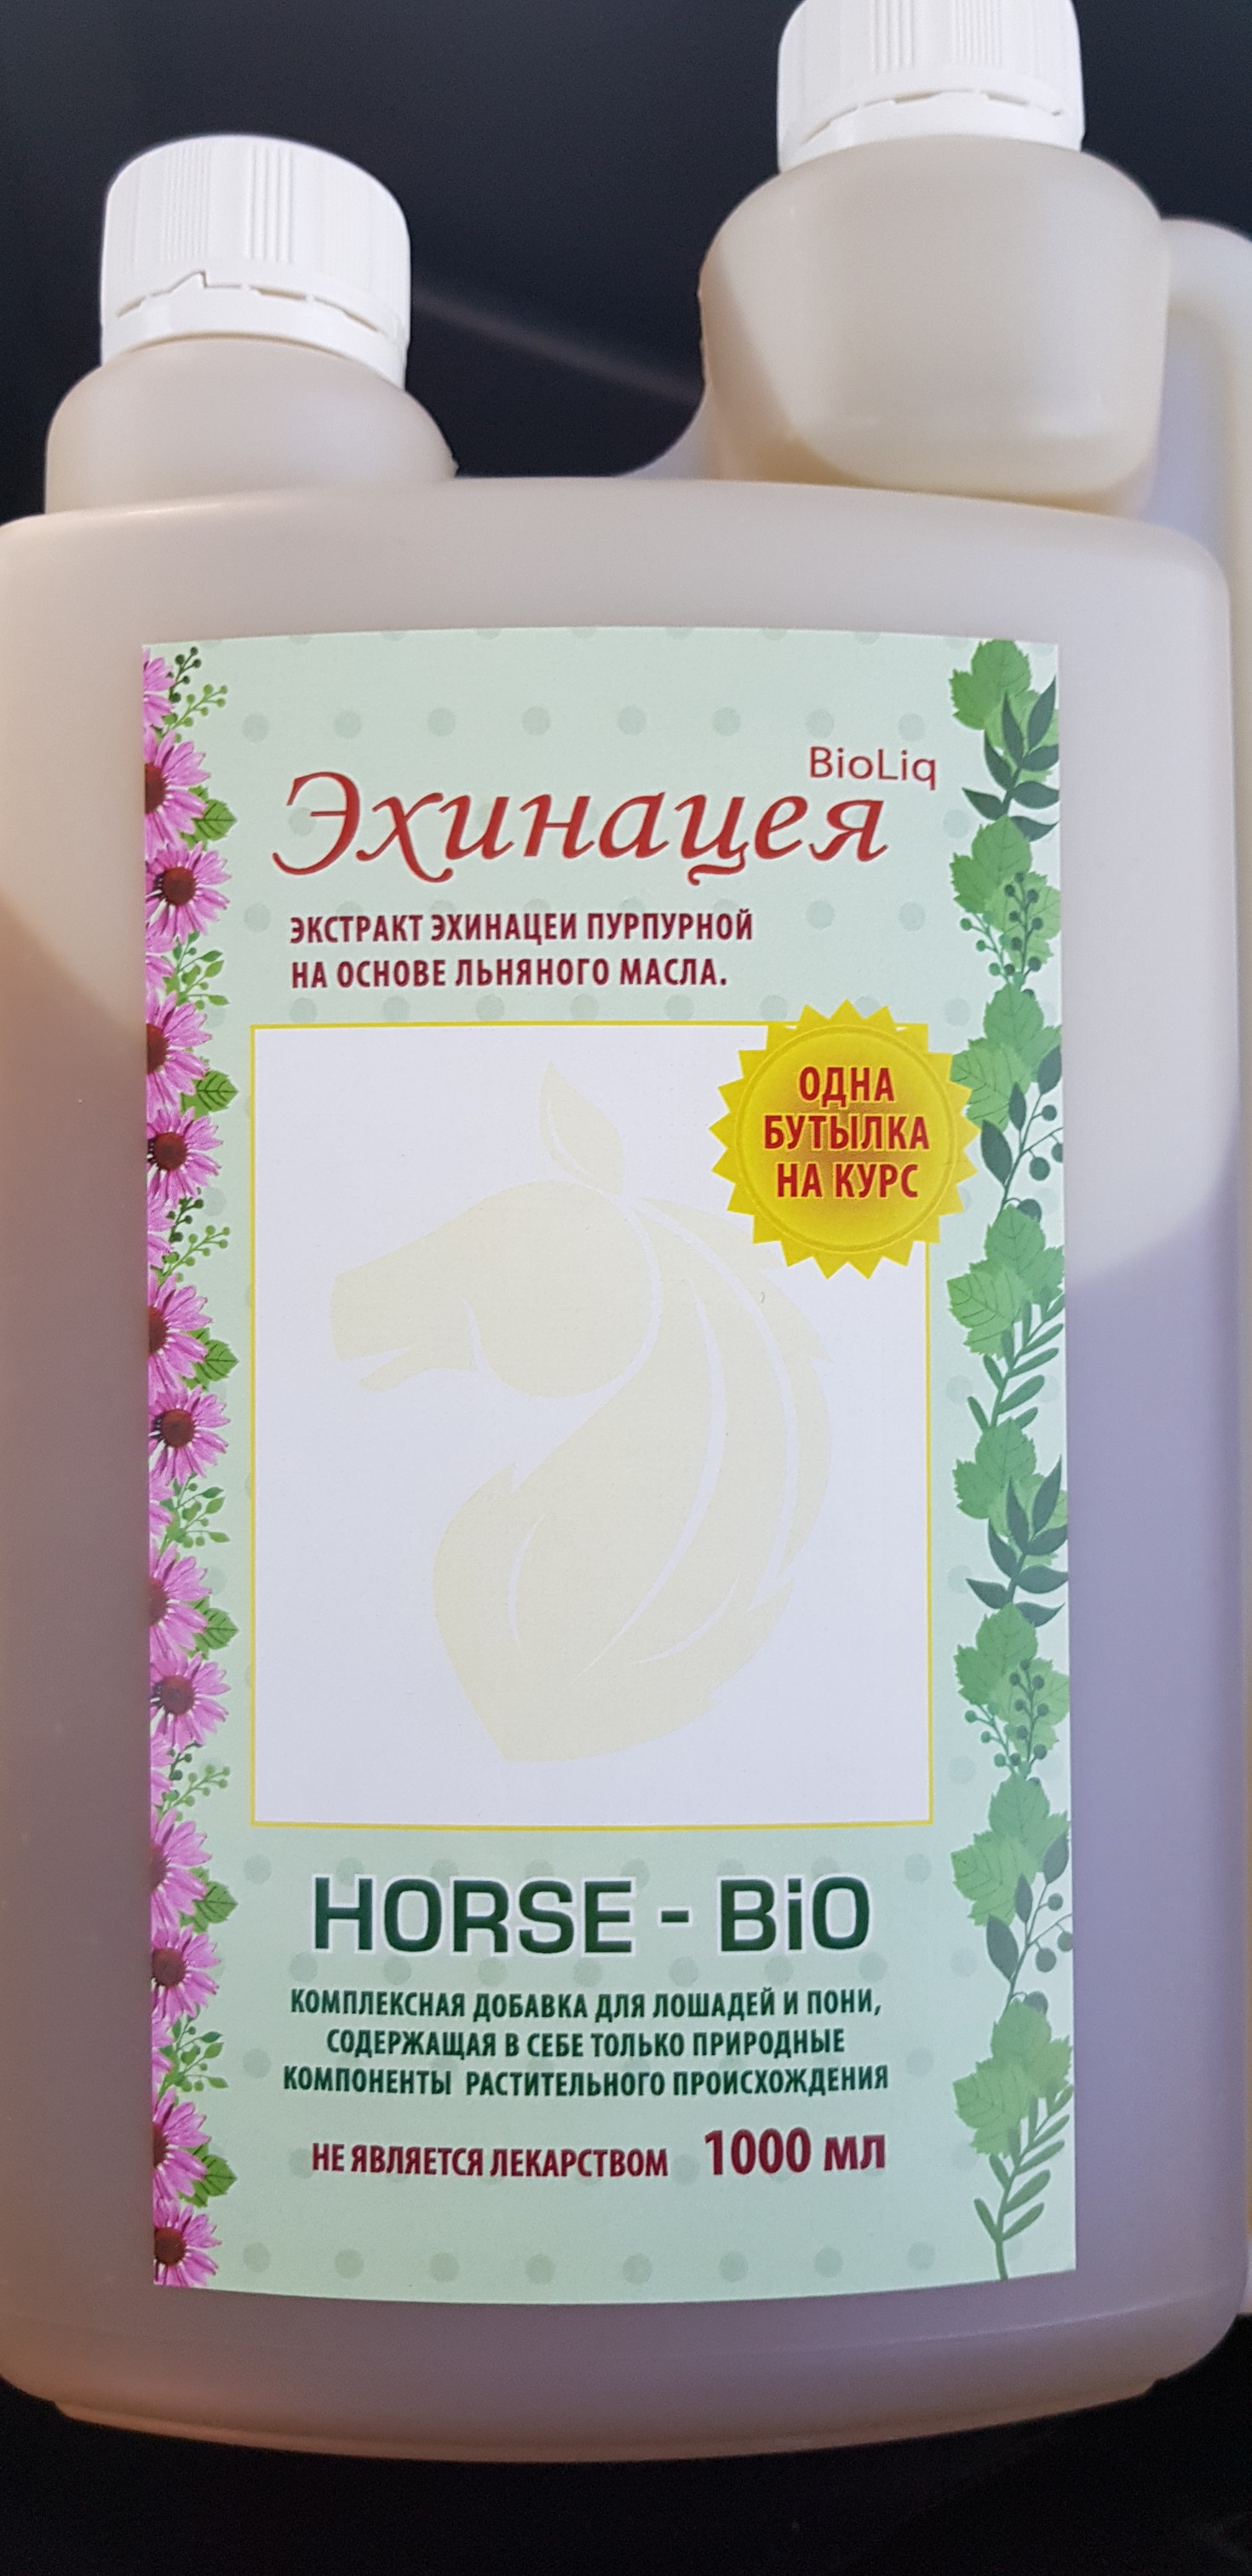 BioLiq
Эхинацея
ЭКСТРАКТ ЭХИНАЦЕИ ПУРПУРНОЙ
НА ОСНОВЕ ЛЬНЯНОГО МАСЛА.
ОДНА
БУТЫЛКА
НА КУРС
HORSE - BiO
КОМПЛЕКСНАЯ ДОБАВКА ДЛЯ ЛОШАДЕЙ И ПОНИ,
СОДЕРЖАЩАЯ В СЕБЕ ТОЛЬКО ПРИРОДНЫЕ
КОМПОНЕНТЫ РАСТИТЕЛЬНОГО ПРОИСХОЖДЕНИЯ
НЕ ЯВЛЯЕТСЯ ЛЕКАРСТВОМ 1000 мл